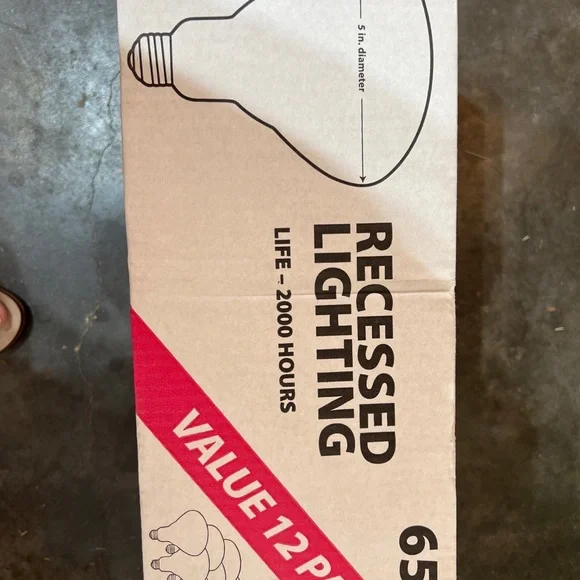 5 in. diameter
RECESSED
LIGHTING
LIFE – 2000 HOURS
VALUE 12
65